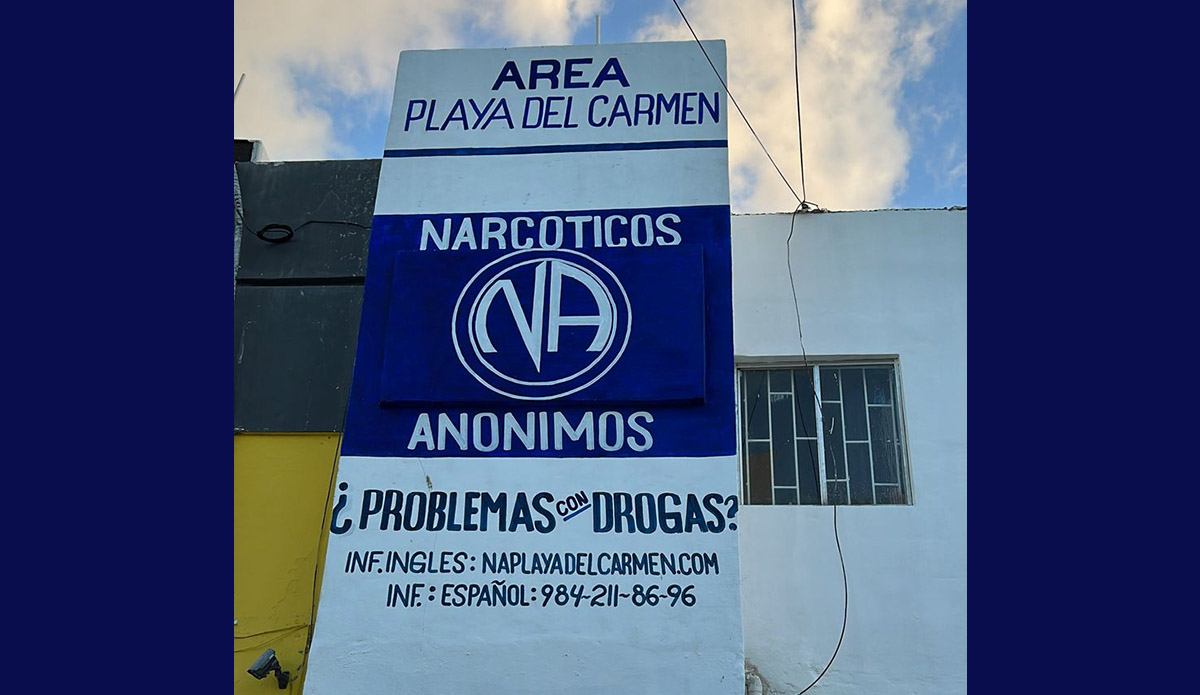 AREA
PLAYA DEL CARMEN
NARCOTICOS
NA
ANONIMOS
¿PROBLEMAS CON DROGAS?
INF. INGLES: NAPLAYADELCARMEN.COM
INF.: ESPAÑOL: 984-211-86-96